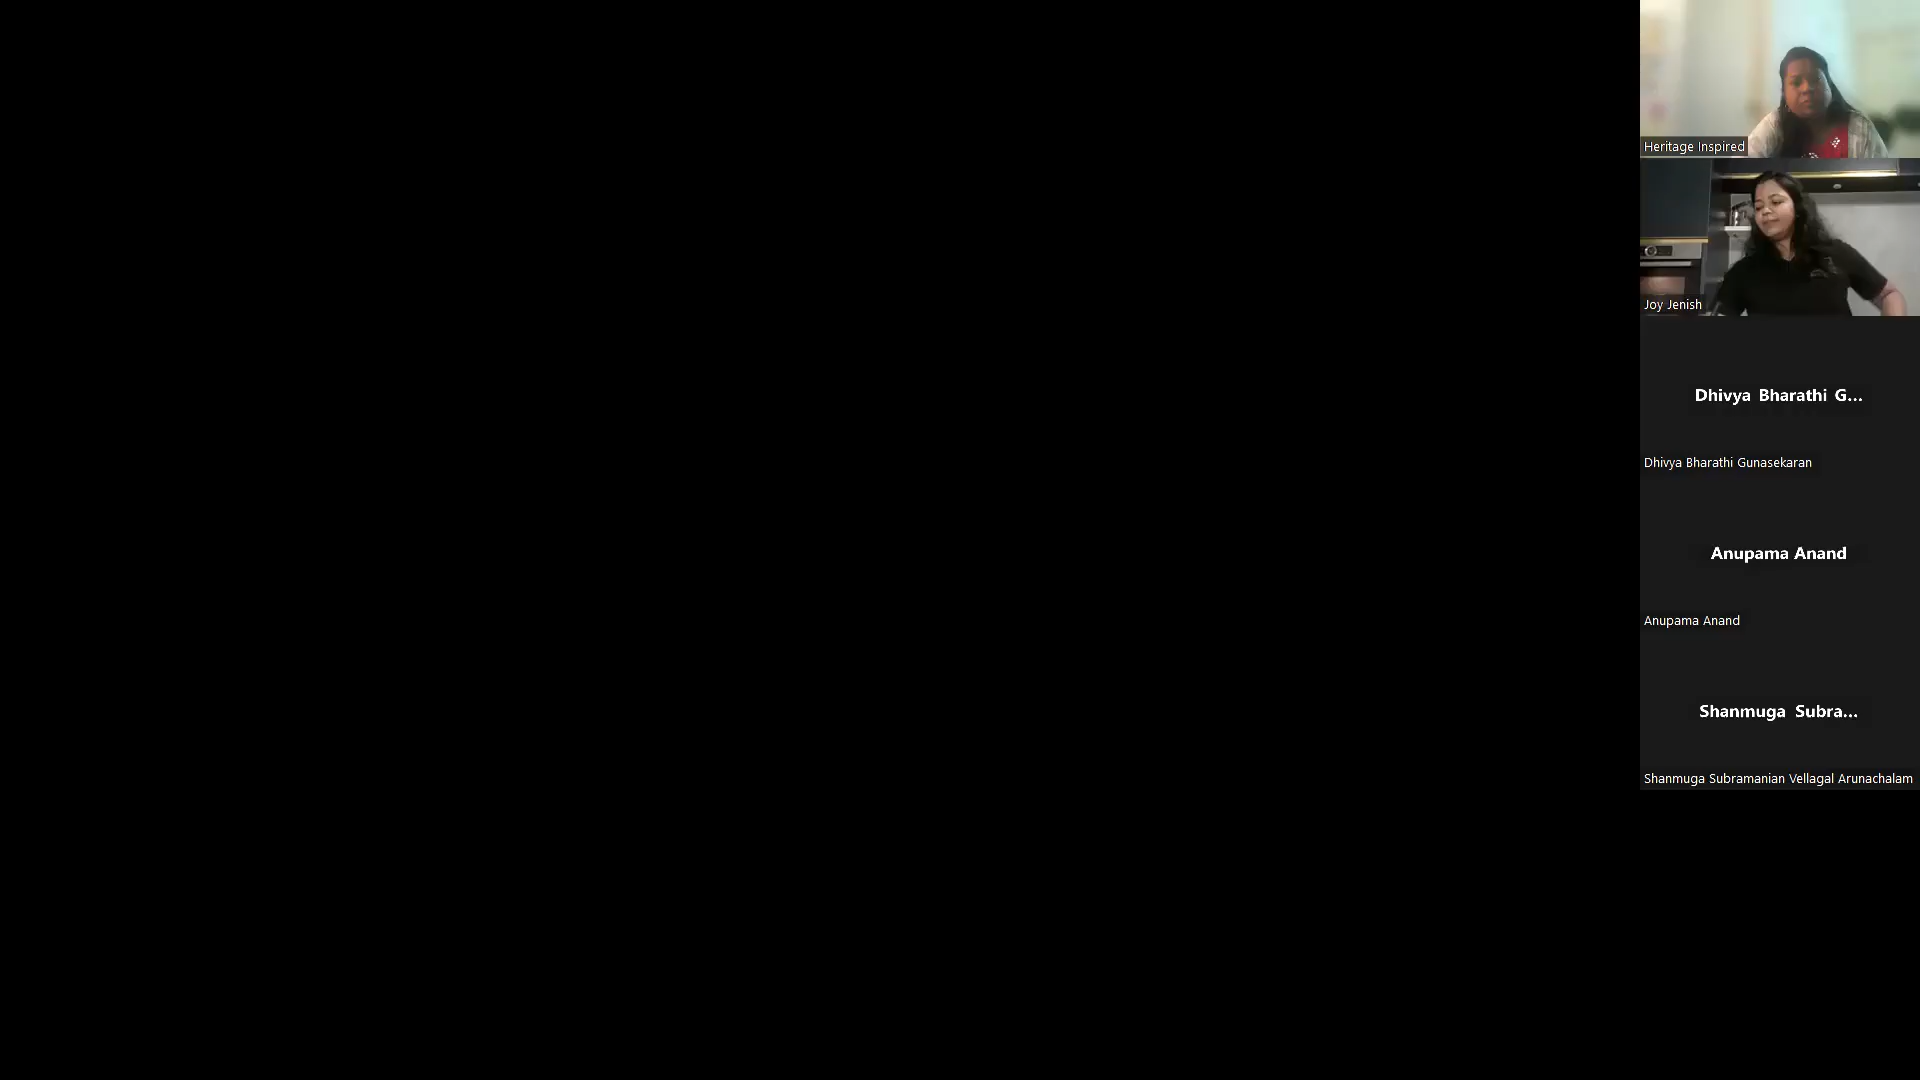 Heritage Inspired
Joy Jenish
Dhivya Bharathi G...
Dhivya Bharathi Gunasekaran
Anupama Anand
Anupama Anand
Shanmuga Subra...
Shanmuga Subramanian Vellagal Arunachalam